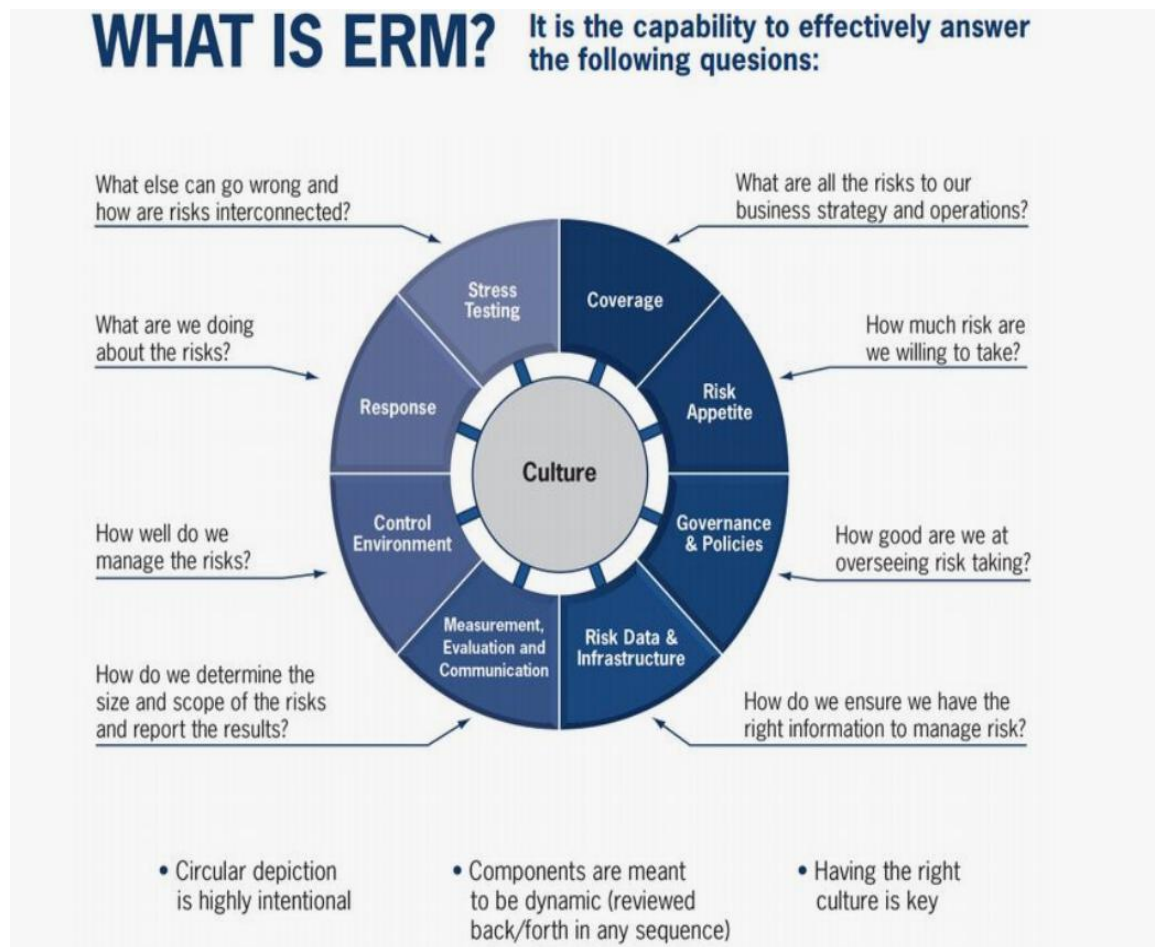 WHAT IS ERM?
It is the capability to effectively answer
the following quesions:
What else can go wrong and
how are risks interconnected?
What are all the risks to our
business strategy and operations?
Stress
Testing
Coverage
What are we doing
about the risks?
How much risk are
we willing to take?
Response
Risk
Appetite
Culture
How well do we
manage the risks?
Control
Environment
Governance
& Policies
How good are we at
overseeing risk taking?
Measurement,
Evaluation and
Communication
Risk Data &
Infrastructure
How do we determine the
size and scope of the risks
and report the results?
How do we ensure we have the
right information to manage risk?
• Circular depiction
is highly intentional
• Components are meant
to be dynamic (reviewed
back/forth in any sequence)
• Having the right
culture is key